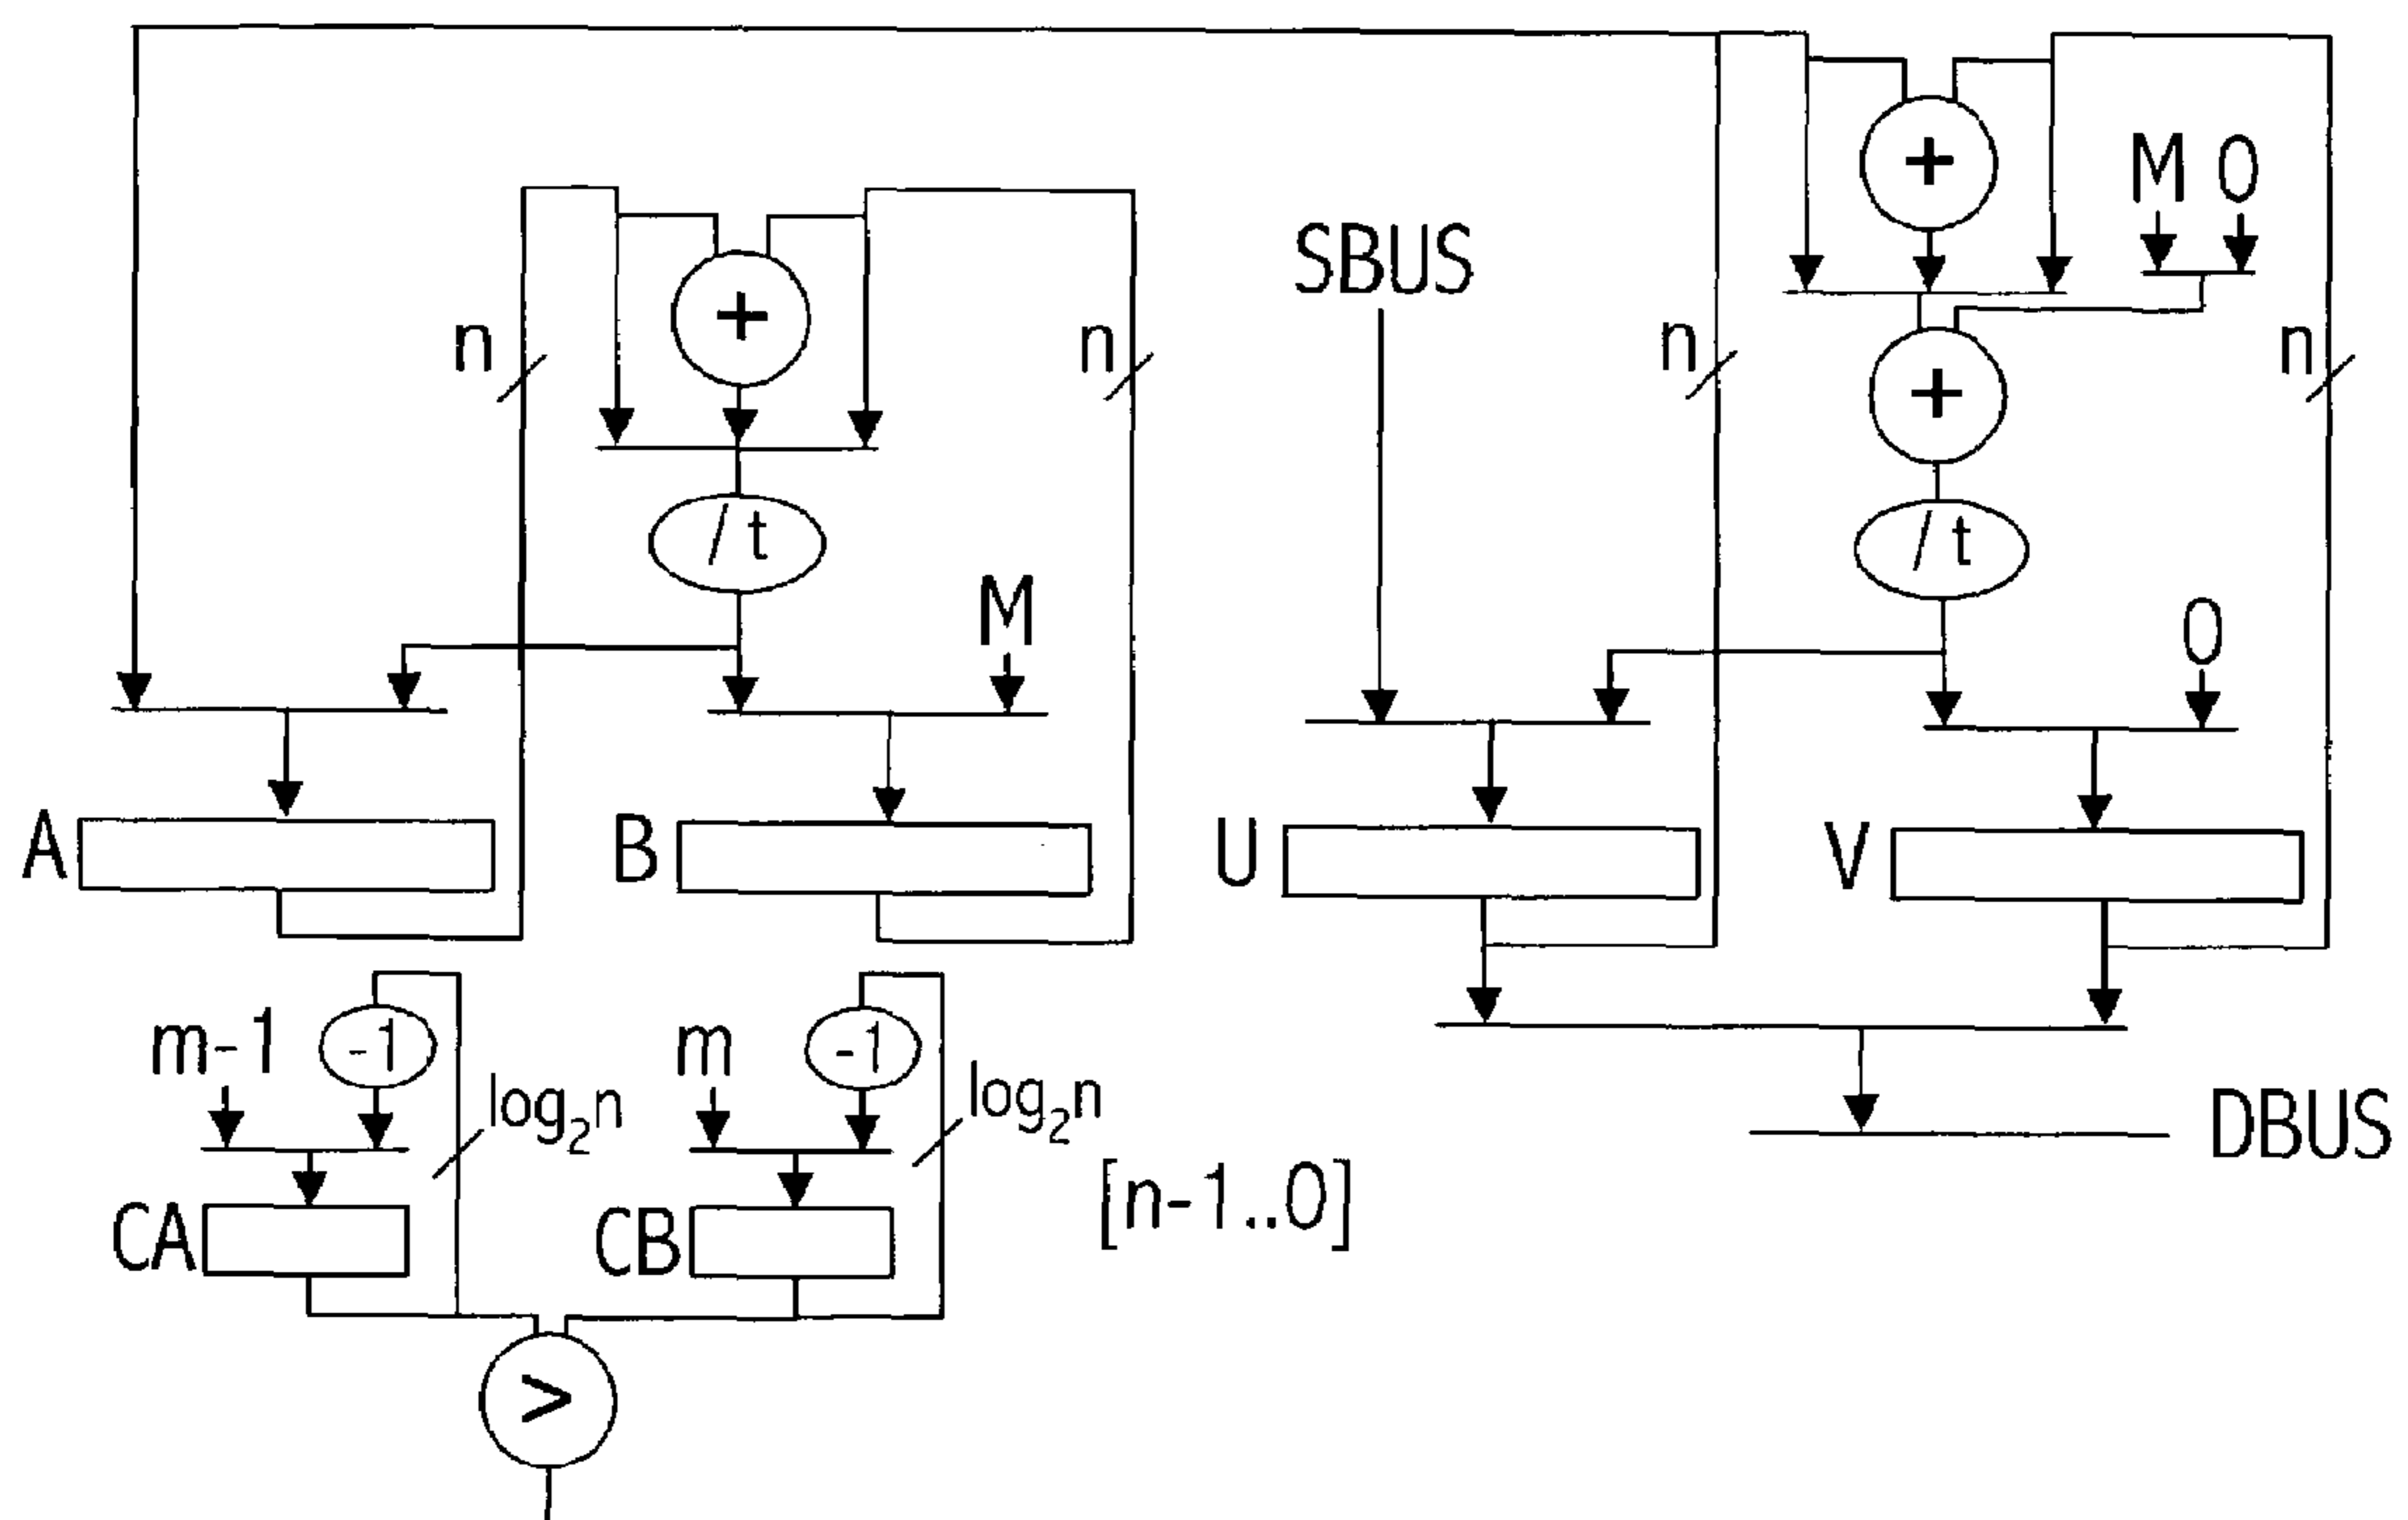 +
M 0
SBUS
+
n
n
n
n
+
/t
/t
M
0
A
B
U
V
m-1
-1
m
-1
log2n
log2n
DBUS
[n-1..0]
CA
CB
>